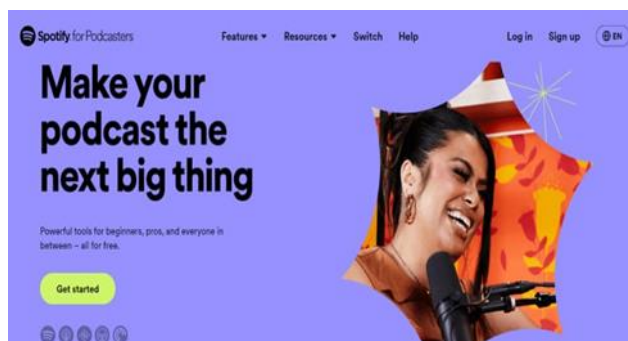 Spotify for Podcasters Features Resources Switch Help Log in Sign up EN
Make your
podcast the
next big thing
Powerful tools for beginners, pros, and everyone in
between – all for free.
Get started